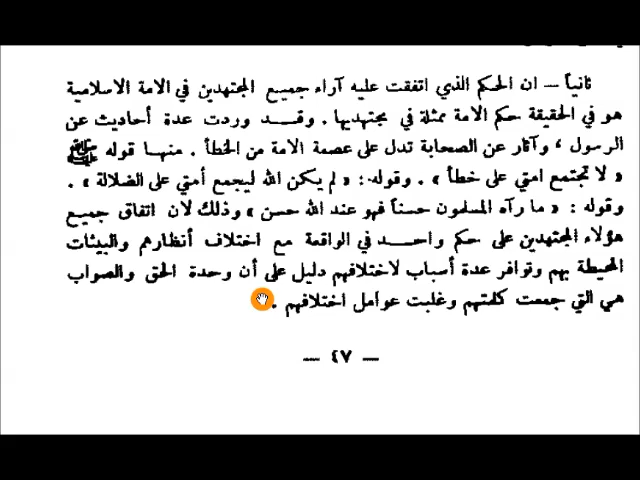 ثانياً — ان الحكم الذي اتفقت عليه آراء جميع المجتهدين في الامة الاسلامية
هو في الحقيقة حكم الامة ممثلة في مجتهديها . وقد وردت عدة أحاديث عن
الرسول ، وآثار عن الصحابة تدل على عصمة الامة من الخطأ . منها قوله ﷺ
« لا تجتمع امتي على خطأ » . وقوله : « لم يكن الله ليجمع أمتي على الضلالة » .
وقوله : « ما رآه المسلمون حسناً فهو عند الله حسن » وذلك لان اتفاق جميع
هؤلاء المجتهدين على حكم واحد في الواقعة مع اختلاف أنظارهم والبيئات
المحيطة بهم وتوافر عدة أسباب لاختلافهم دليل على أن وحدة الحق والصواب
هي التي جمعت كلمتهم وغلبت عوامل اختلافهم .
— ٤٧ —